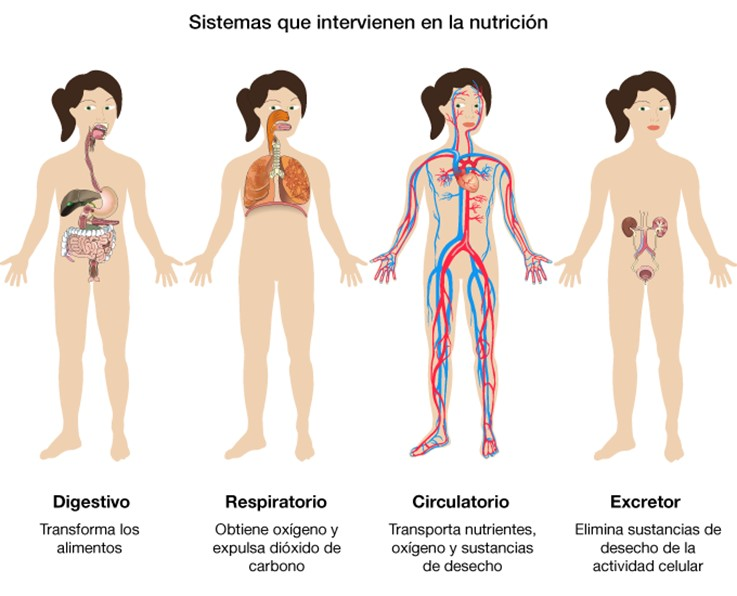 Sistemas que intervienen en la nutrición
Digestivo
Transforma los
alimentos
Respiratorio
Obtiene oxígeno y
expulsa dióxido de
carbono
Circulatorio
Transporta nutrientes,
oxígeno y sustancias
de desecho
Excretor
Elimina sustancias de
desecho de la
actividad celular